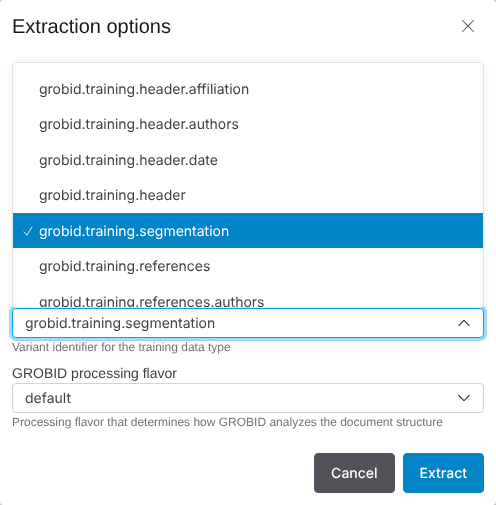 Extraction options
grobid.training.header.affiliation
grobid.training.header.authors
grobid.training.header.date
grobid.training.header
✓ grobid.training.segmentation
grobid.training.references
grobid.training.references.authors
grobid.training.segmentation
Variant identifier for the training data type
GROBID processing flavor
default
Processing flavor that determines how GROBID analyzes the document structure
Cancel Extract